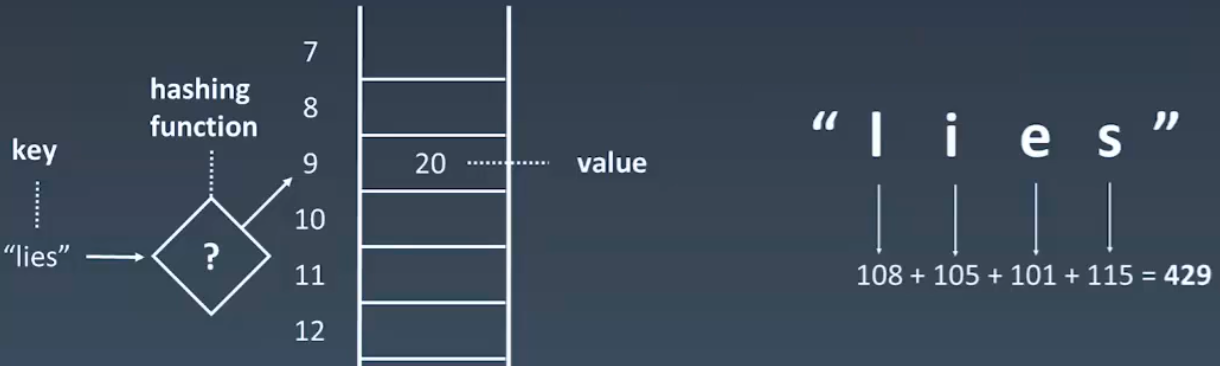 hashing
function
key
"lies"
?
7
8
9
10
11
12
20
value
“ l i e s ”
108 + 105 + 101 + 115 = 429